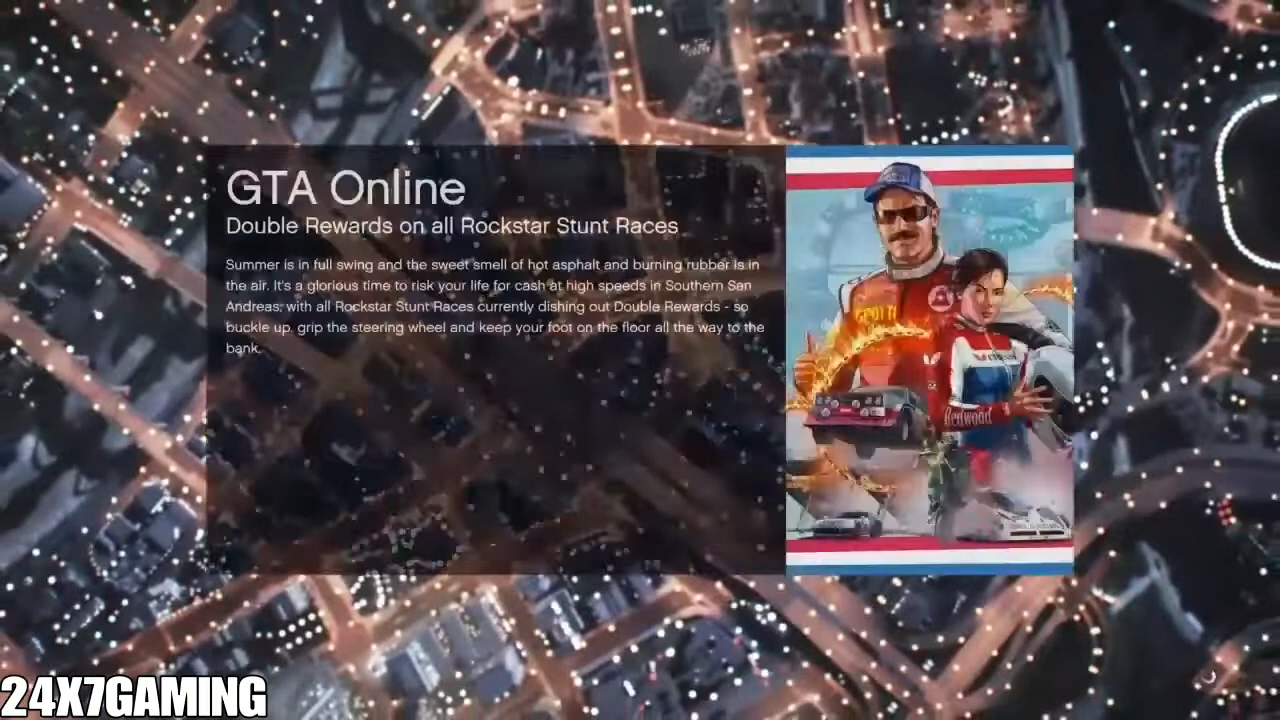 GTA Online
Double Rewards on all Rockstar Stunt Races
Summer is in full swing and the sweet smell of hot asphalt and burning rubber is in
the air. It's a glorious time to risk your life for cash at high speeds in Southern San
Andreas; with all Rockstar Stunt Races currently dishing out Double Rewards - so
buckle up, grip the steering wheel and keep your foot on the floor all the way to the
bank.
Redwood
24X7GAMING